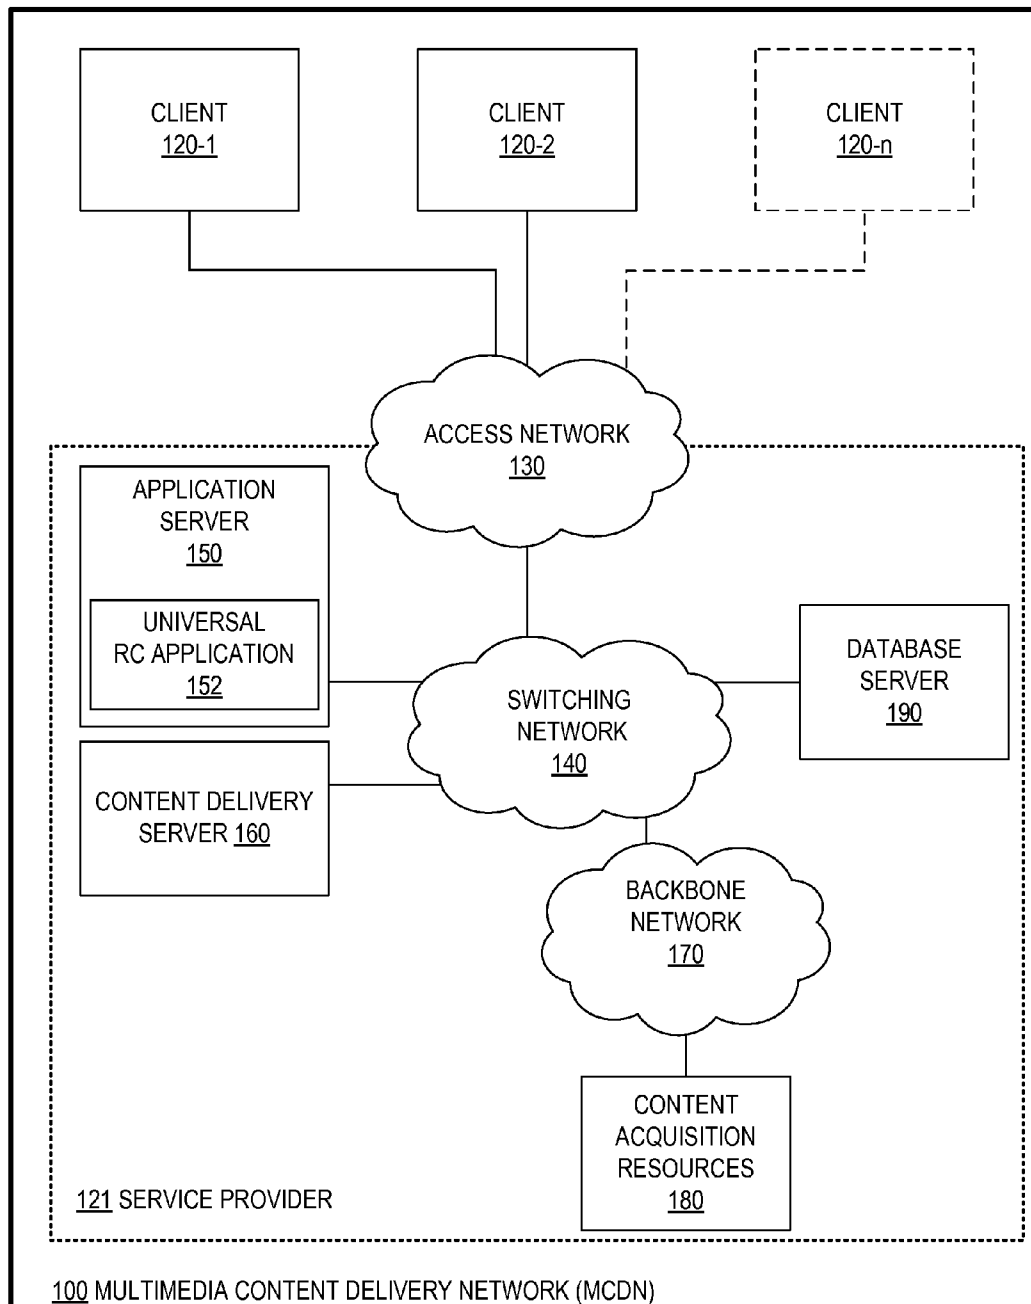 CLIENT
120-1
CLIENT
120-2
CLIENT
120-n
ACCESS NETWORK
130
APPLICATION
SERVER
150
UNIVERSAL
RC APPLICATION
152
SWITCHING
NETWORK
140
DATABASE
SERVER
190
CONTENT DELIVERY
SERVER 160
BACKBONE
NETWORK
170
CONTENT
ACQUISITION
RESOURCES
180
121 SERVICE PROVIDER
100 MULTIMEDIA CONTENT DELIVERY NETWORK (MCDN)